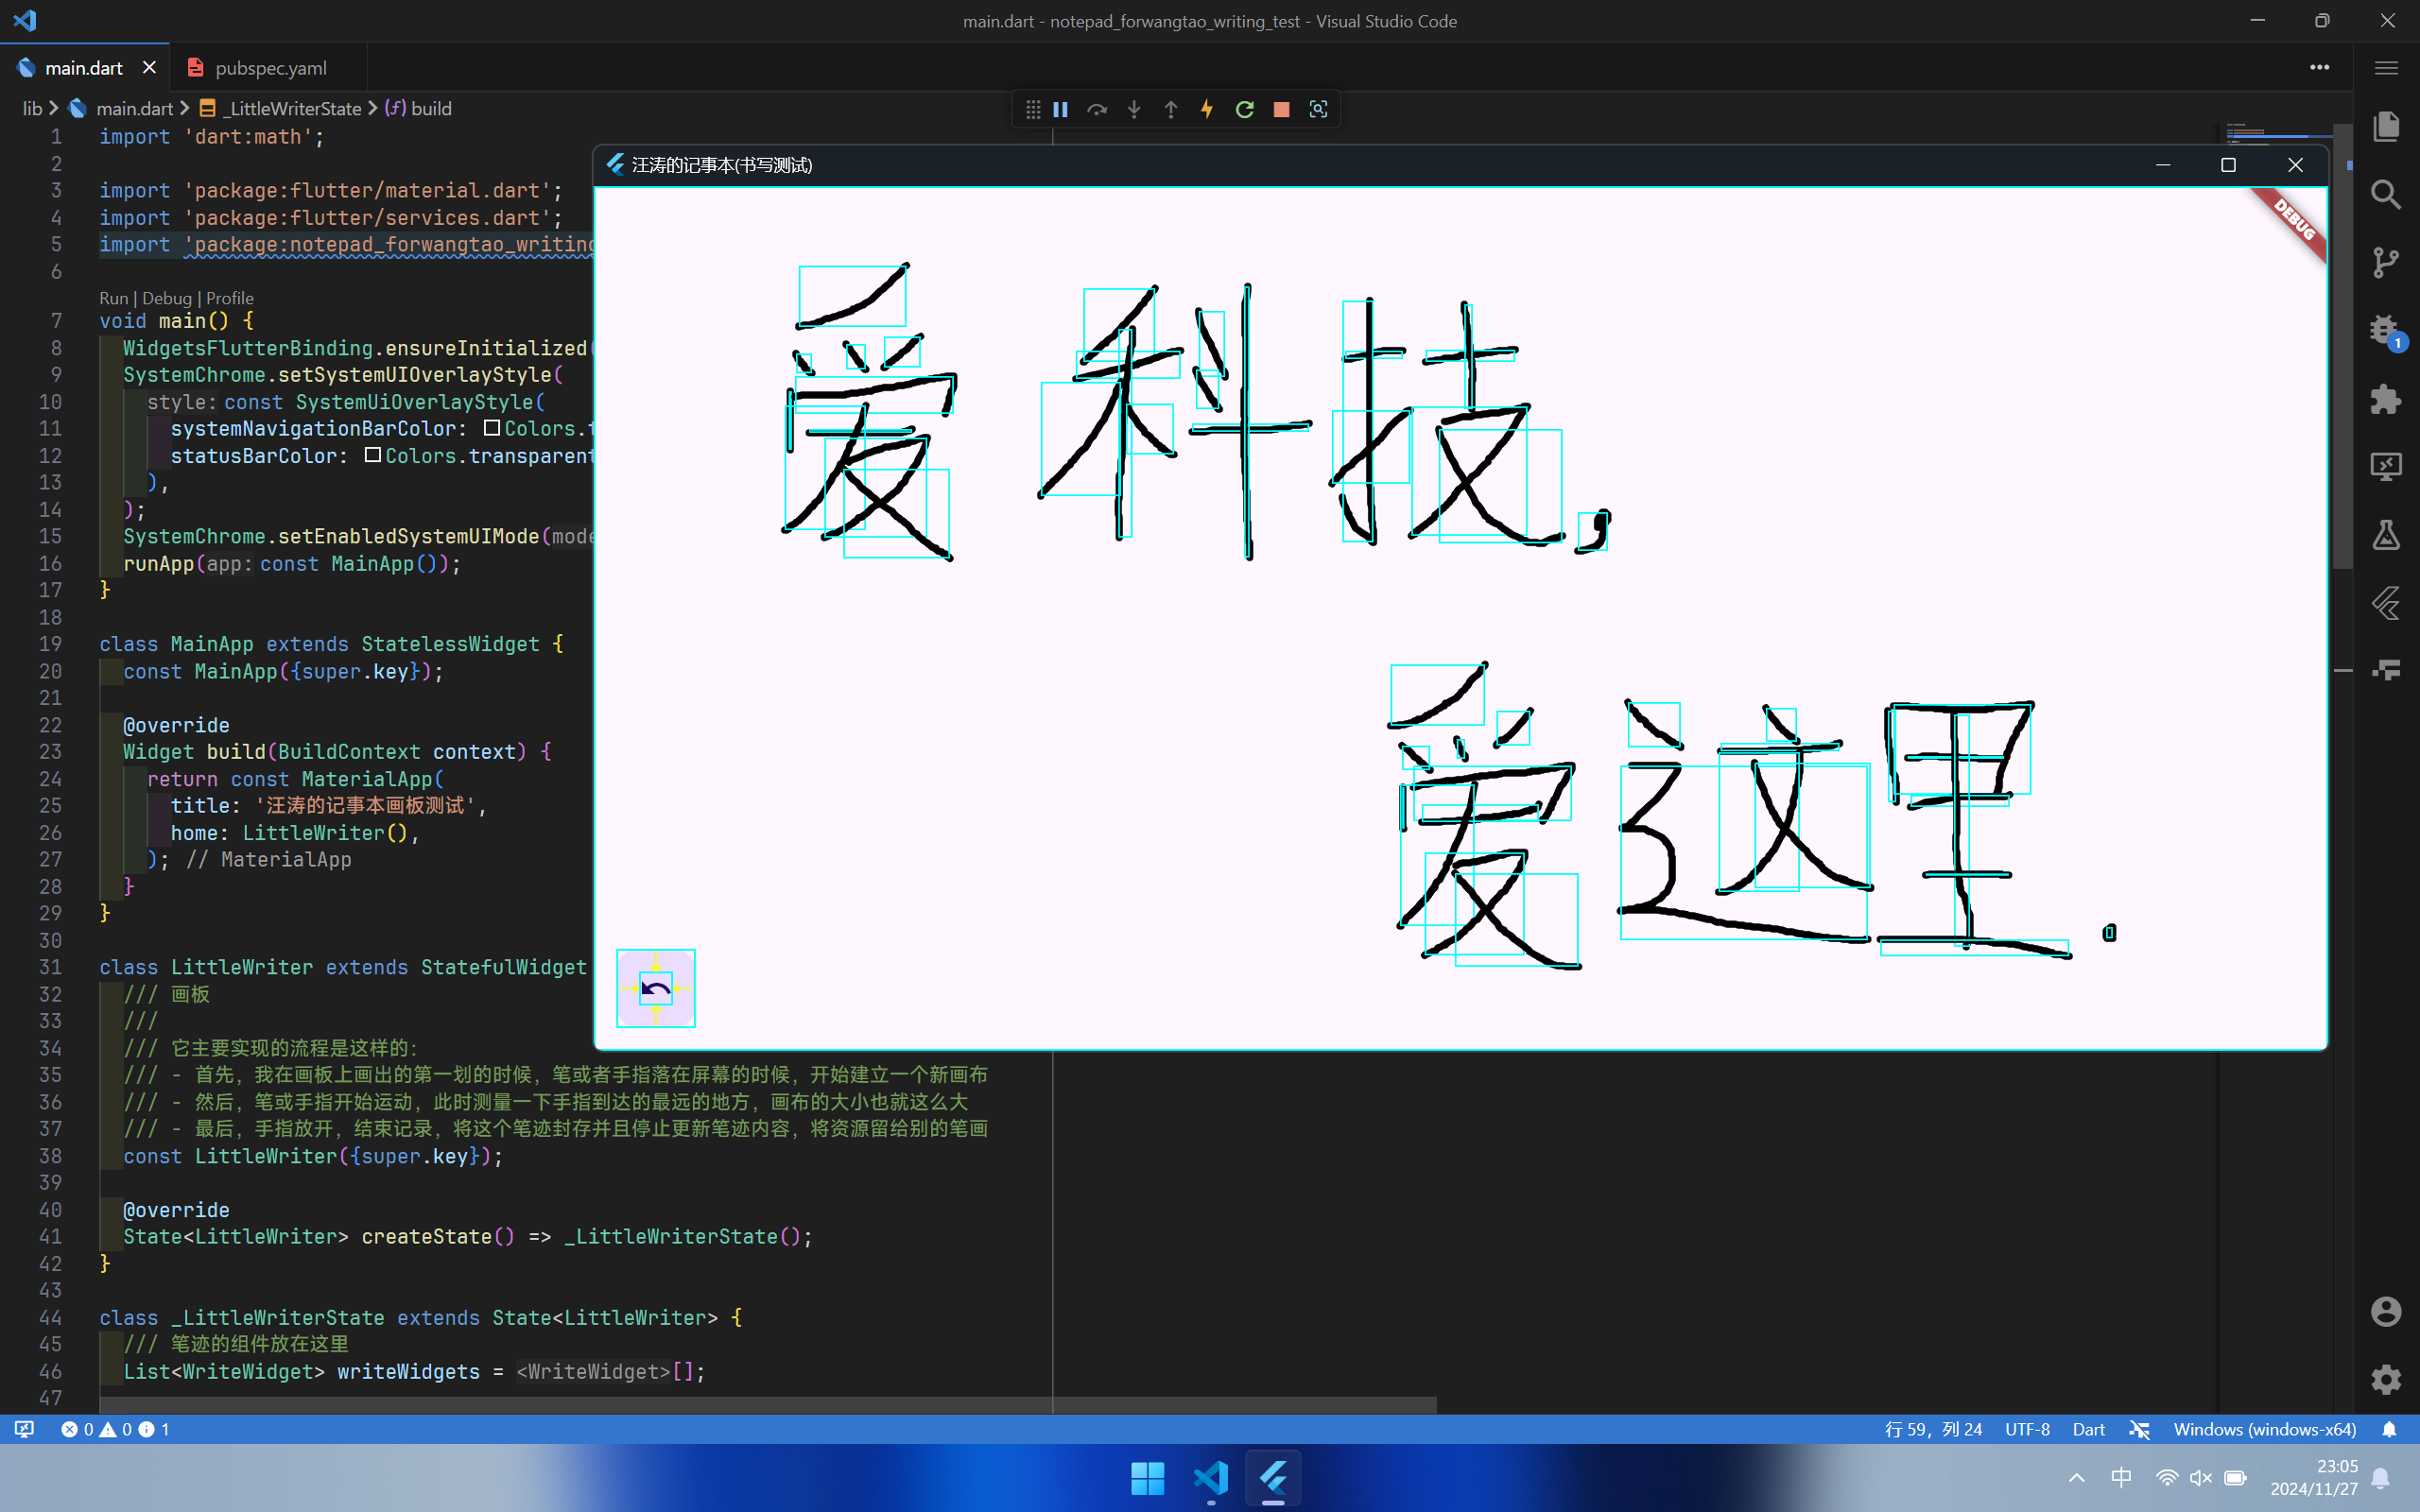 main.dart - notepad_forwangtao_writing_test - Visual Studio Code
main.dart
pubspec.yaml
lib > main.dart > _LittleWriterState > build
1 import 'dart:math';
2
3 import 'package:flutter/material.dart';
4 import 'package:flutter/services.dart';
5 import 'package:notepad_forwangtao_writing
6
Run | Debug | Profile
7 void main() {
8 WidgetsFlutterBinding.ensureInitialized(
9 SystemChrome.setSystemUIOverlayStyle(
10 style: const SystemUiOverlayStyle(
11 systemNavigationBarColor: Colors.t
12 statusBarColor: Colors.transparent
13 ),
14 );
15 SystemChrome.setEnabledSystemUIMode(mode
16 runApp(app: const MainApp());
17 }
18
19 class MainApp extends StatelessWidget {
20 const MainApp({super.key});
21
22 @override
23 Widget build(BuildContext context) {
24 return const MaterialApp(
25 title: '汪涛的记事本画板测试',
26 home: LittleWriter(),
27 ); // MaterialApp
28 }
29 }
30
31 class LittleWriter extends StatefulWidget
32 /// 画板
33 ///
34 /// 它主要实现的流程是这样的：
35 /// - 首先，我在画板上画出的第一划的时候，笔或者手指落在屏幕的时候，开始建立一个新画布
36 /// - 然后，笔或手指开始运动，此时测量一下手指到达的最远的地方，画布的大小也就这么大
37 /// - 最后，手指放开，结束记录，将这个笔迹封存并且停止更新笔迹内容，将资源留给别的笔画
38 const LittleWriter({super.key});
39
40 @override
41 State<LittleWriter> createState() => _LittleWriterState();
42 }
43
44 class _LittleWriterState extends State<LittleWriter> {
45 /// 笔迹的组件放在这里
46 List<WriteWidget> writeWidgets = <WriteWidget>[];
47
汪涛的记事本(书写测试)
DEBUG
爱科技，
爱这里.
1
0 0 1
行 59，列 24
UTF-8
Dart
Windows (windows-x64)
中
23:05
2024/11/27